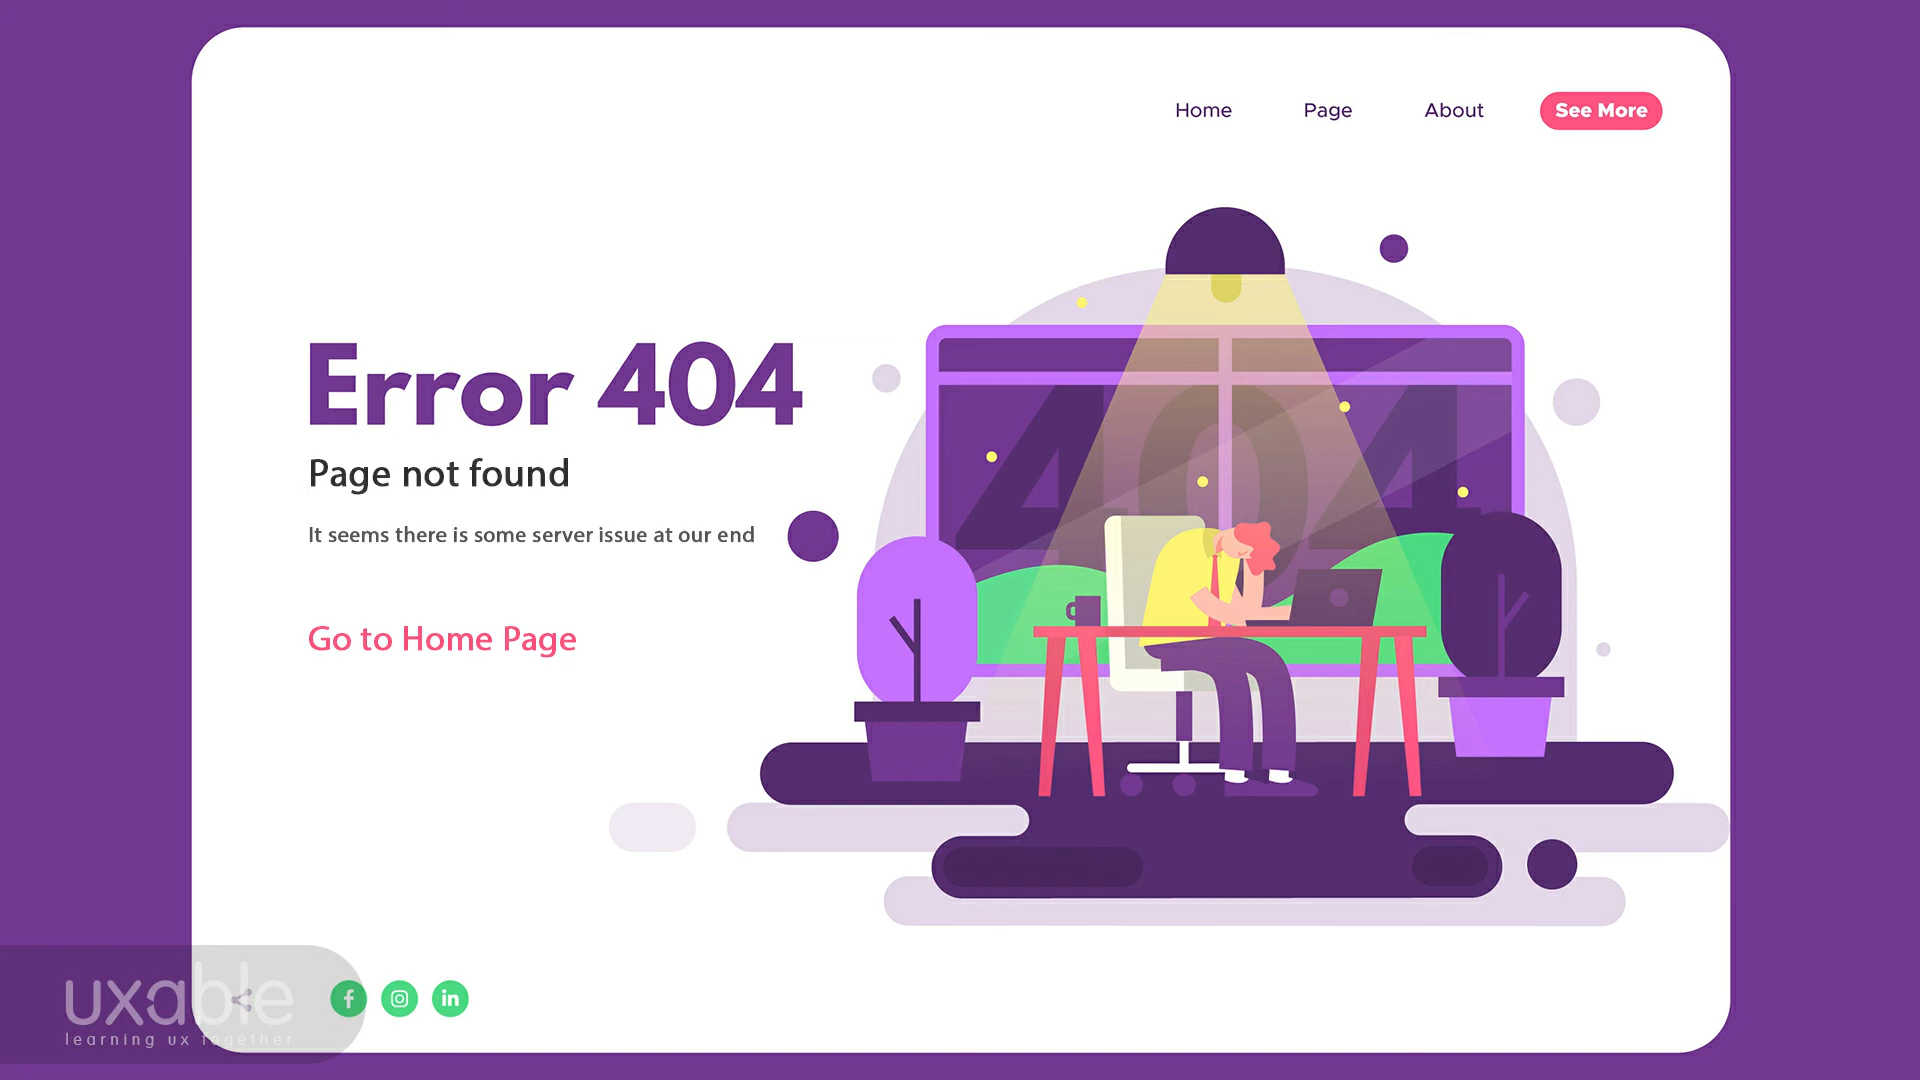 Home Page About See More
Error 404
Page not found
It seems there is some server issue at our end
Go to Home Page
404
uxable
learning ux together